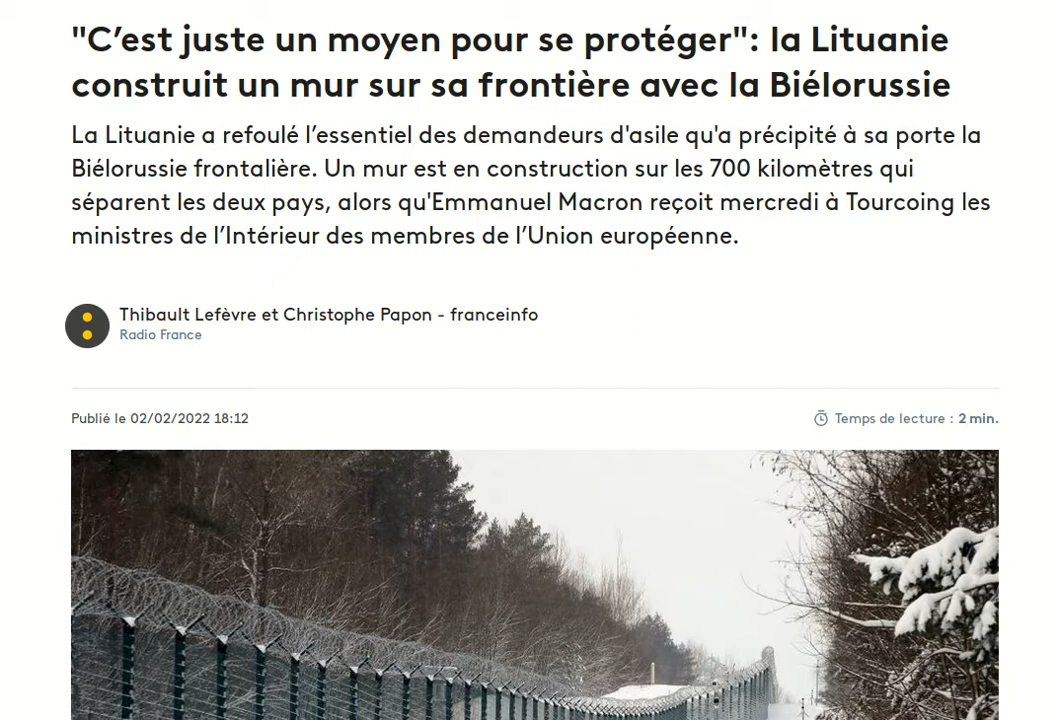 "C’est juste un moyen pour se protéger": la Lituanie
construit un mur sur sa frontière avec la Biélorussie
La Lituanie a refoulé l’essentiel des demandeurs d'asile qu'a précipité à sa porte la
Biélorussie frontalière. Un mur est en construction sur les 700 kilomètres qui
séparent les deux pays, alors qu'Emmanuel Macron reçoit mercredi à Tourcoing les
ministres de l’Intérieur des membres de l’Union européenne.
Thibault Lefèvre et Christophe Papon - franceinfo
Radio France
Publié le 02/02/2022 18:12
Temps de lecture : 2 min.